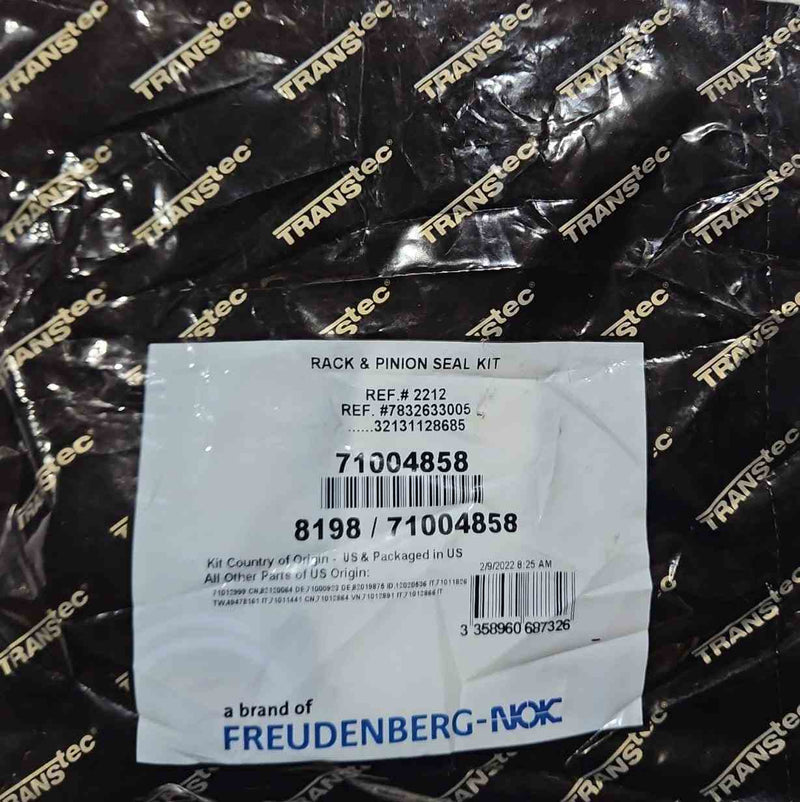 TRANStec
RACK & PINION SEAL KIT
REF.# 2212
REF. #7832633005
......32131128685
71004858
8198 / 71004858
Kit Country of Origin - US & Packaged in US
All Other Parts of US Origin:
2/9/2022 8:25 AM
3 358960 687326
a brand of
FREUDENBERG-NOK